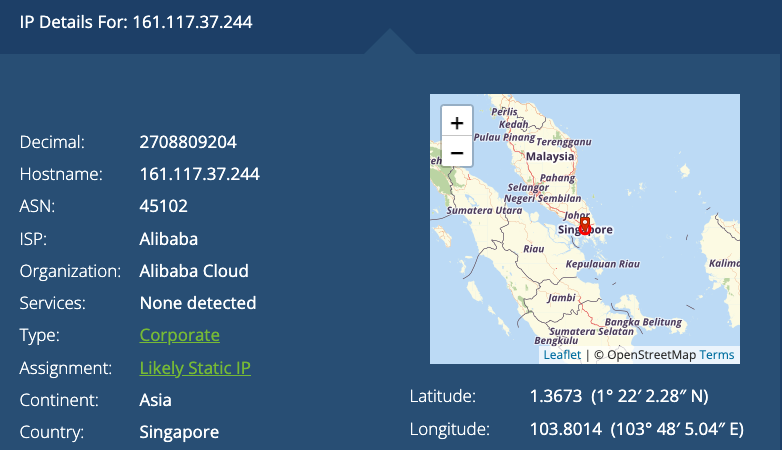 IP Details For: 161.117.37.244
Decimal: 2708809204
Hostname: 161.117.37.244
ASN: 45102
ISP: Alibaba
Organization: Alibaba Cloud
Services: None detected
Type: Corporate
Assignment: Likely Static IP
Continent: Asia
Country: Singapore
+
−
Perlis
Kedah
Pulau Pinang
Terengganu
Malaysia
Pahang
Selangor
Negeri Sembilan
Sumatera Utara
Johor
Singapore
Riau
Kepulauan Riau
Kalima
Jambi
Bangka Belitung
Sumatera Selatan
Bengkulu
Leaflet | © OpenStreetMap Terms
Latitude: 1.3673 (1° 22′ 2.28″ N)
Longitude: 103.8014 (103° 48′ 5.04″ E)